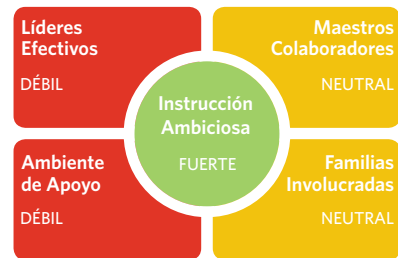 Líderes
Efectivos
DÉBIL
Maestros
Colaboradores
NEUTRAL
Instrucción
Ambiciosa
FUERTE
Ambiente
de Apoyo
DÉBIL
Familias
Involucradas
NEUTRAL